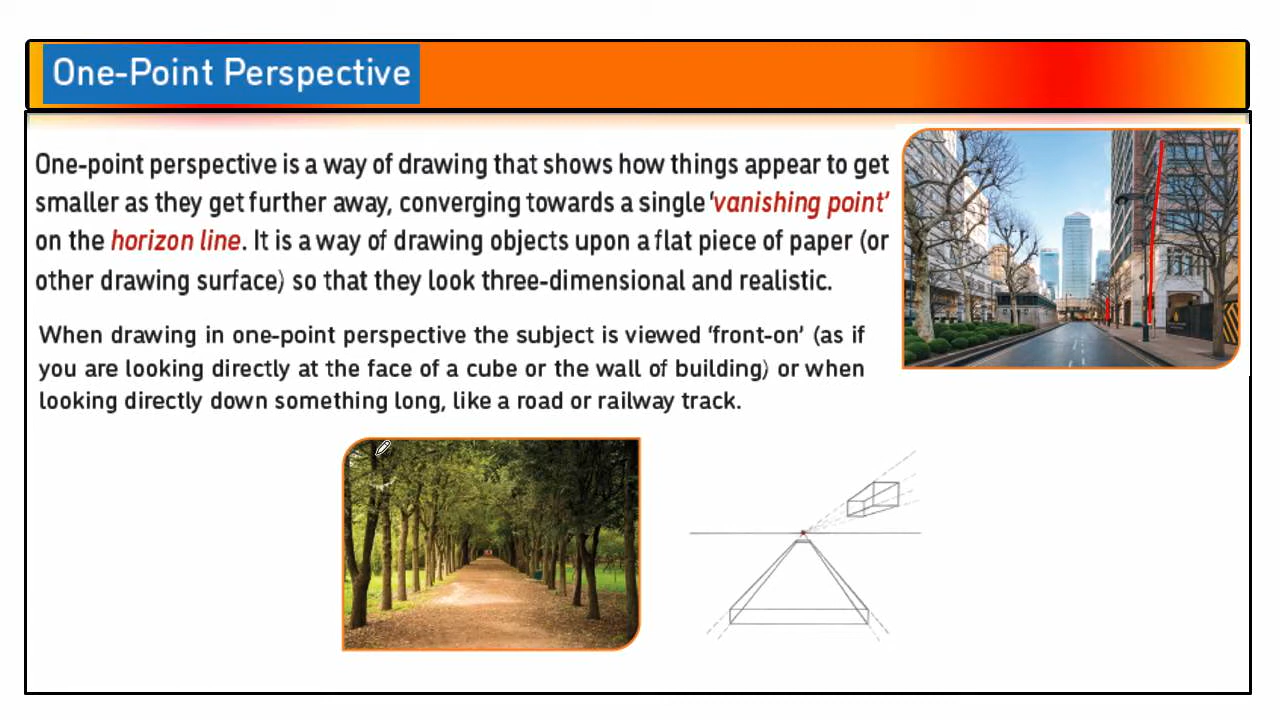 One-Point Perspective
One-point perspective is a way of drawing that shows how things appear to get
smaller as they get further away, converging towards a single 'vanishing point'
on the horizon line. It is a way of drawing objects upon a flat piece of paper (or
other drawing surface) so that they look three-dimensional and realistic.
When drawing in one-point perspective the subject is viewed 'front-on' (as if
you are looking directly at the face of a cube or the wall of building) or when
looking directly down something long, like a road or railway track.